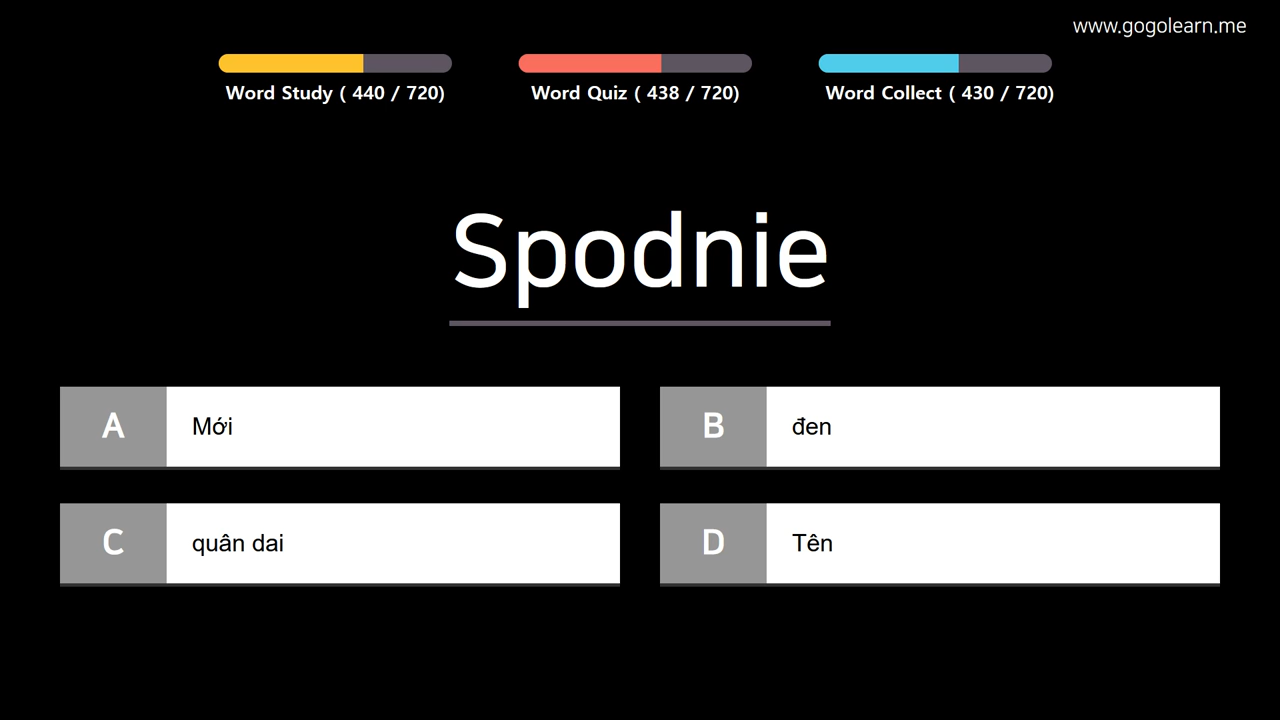 www.gogolearn.me
Word Study ( 440 / 720)
Word Quiz ( 438 / 720)
Word Collect ( 430 / 720)
Spodnie
A Mới
B đen
C quân dai
D Tên